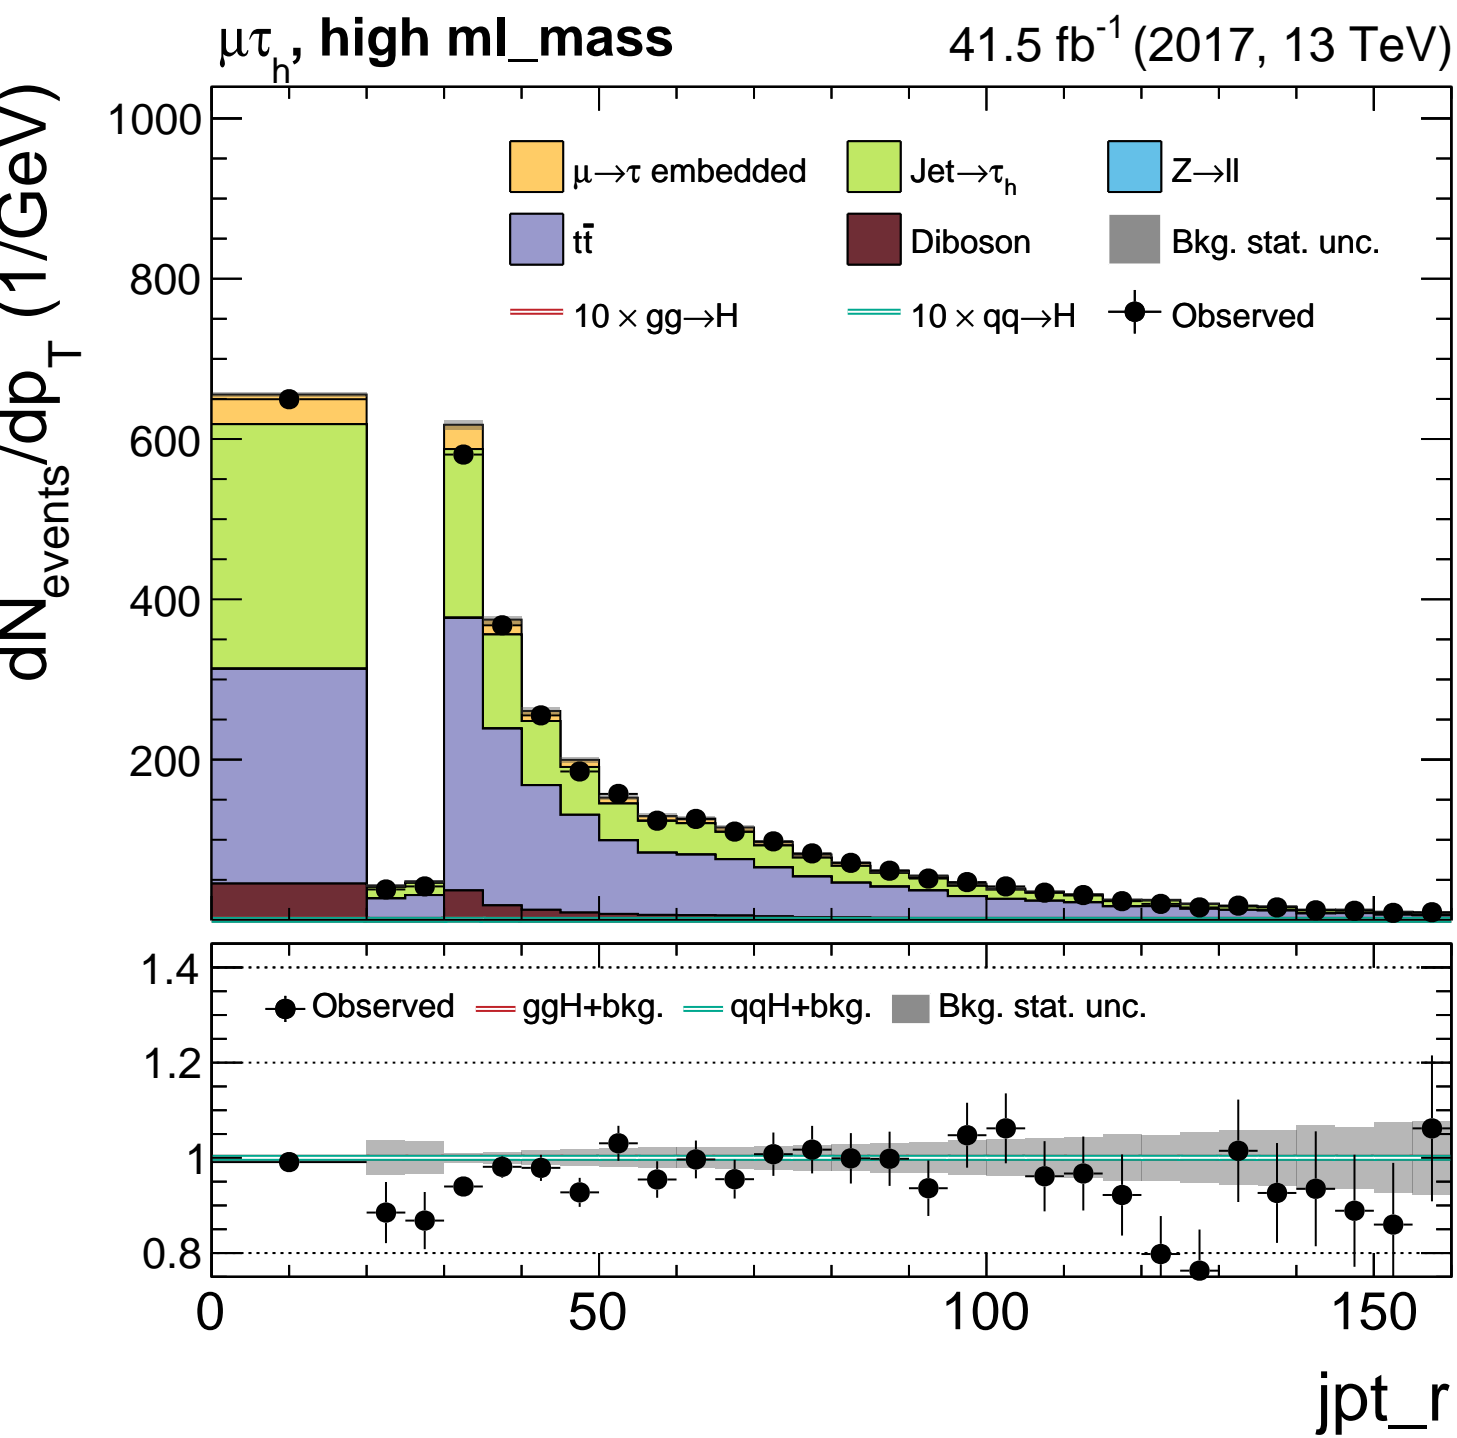 μτh, high ml_mass
41.5 fb-1 (2017, 13 TeV)
dNevents/dpT (1/GeV)
1000
800
600
400
200
μ→τ embedded
Jet→τh
Z→ll
tt̄
Diboson
Bkg. stat. unc.
10 × gg→H
10 × qq→H
Observed
1.4
1.2
1
0.8
Observed
ggH+bkg.
qqH+bkg.
Bkg. stat. unc.
0
50
100
150
jpt_r